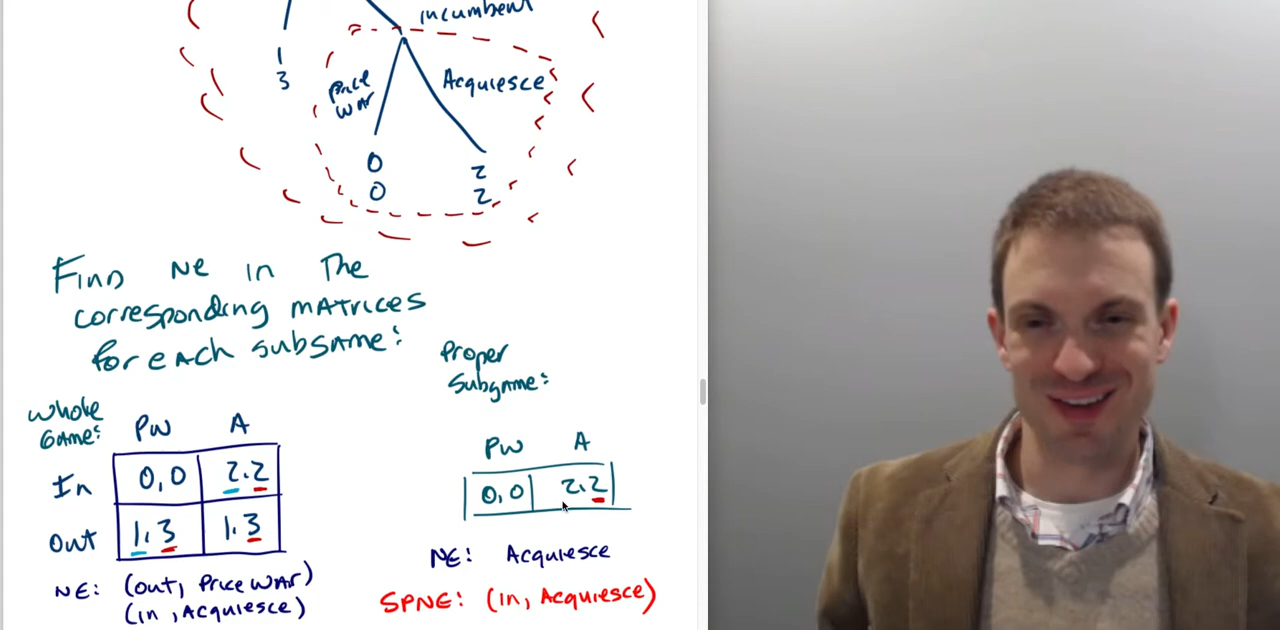 Incumbent
1
3
Price
War
Acquiesce
0
0
2
2
Find NE in The
corresponding matrices
for each subgame:
Whole
Game:
PW A
In 0,0 2,2
Out 1,3 1,3
NE: (Out, Price War)
(In, Acquiesce)
Proper
Subgame:
PW A
0,0 2,2
NE: Acquiesce
SPNE: (In, Acquiesce)